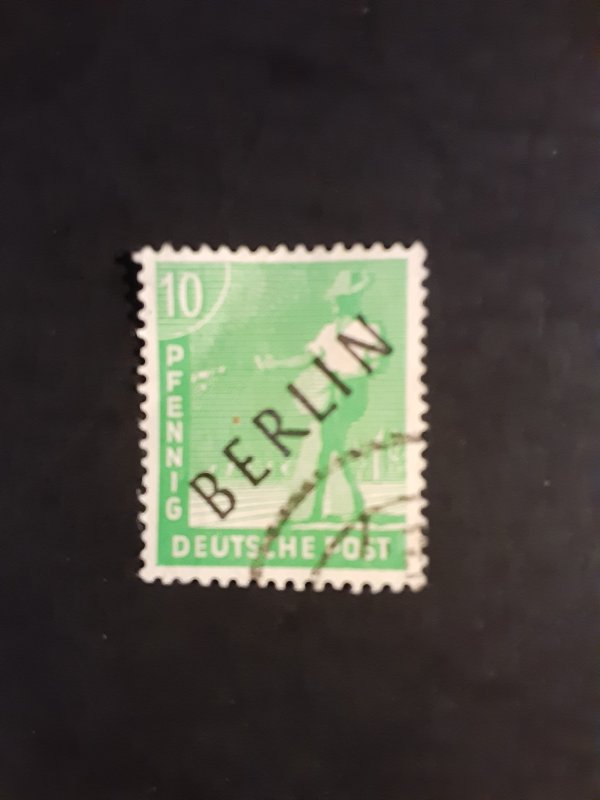 10
PFENNIG
BERLIN
DEUTSCHE POST